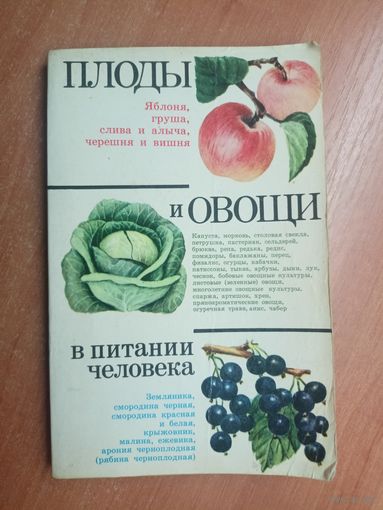 ПЛОДЫ
Яблоня,
груша,
слива и алыча,
черешня и вишня
и ОВОЩИ
Капуста, морковь, столовая свекла,
петрушка, пастернак, сельдерей,
брюква, репа, редька, редис,
помидоры, баклажаны, перец,
физалис, огурцы, кабачки,
патиссоны, тыква, арбузы, дыни, лук,
чеснок, бобовые овощные культуры,
листовые (зеленные) овощи,
многолетние овощные культуры,
спаржа, артишок, хрен,
пряноароматические овощи,
огуречная трава, анис, чабер
в питании
человека
Земляника,
смородина черная,
смородина красная
и белая,
крыжовник,
малина, ежевика,
арония черноплодная
(рябина черноплодная)